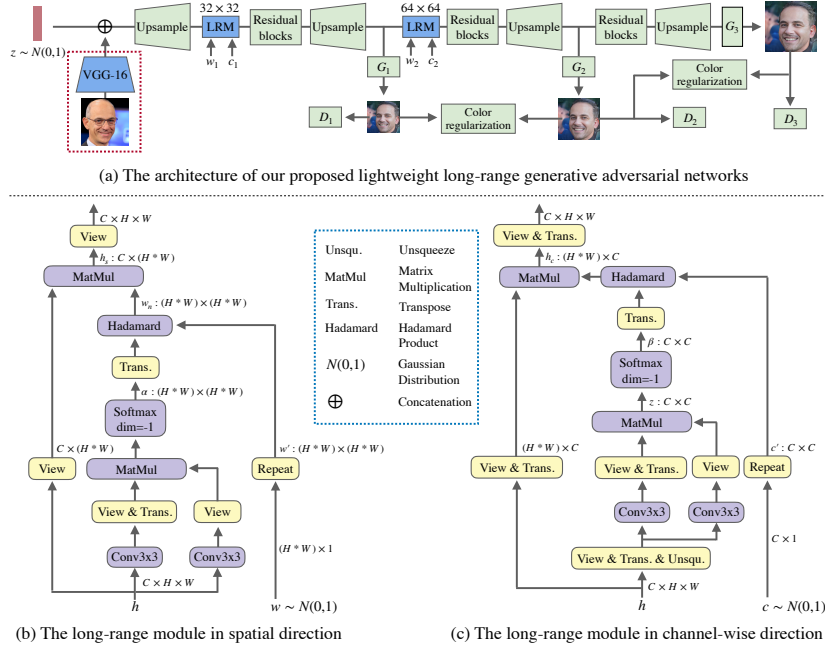 z ~ N(0,1)
VGG-16
Upsample
32 × 32
LRM
w₁ c₁
Residual blocks
Upsample
G₁
D₁
64 × 64
LRM
w₂ c₂
Residual blocks
Upsample
G₂
Color regularization
D₂
Residual blocks
Upsample
G₃
Color regularization
D₃
(a) The architecture of our proposed lightweight long-range generative adversarial networks
C × H × W
View
h_s : C × (H * W)
MatMul
w_n : (H * W) × (H * W)
Hadamard
Trans.
α : (H * W) × (H * W)
Softmax
dim=-1
C × (H * W)
w' : (H * W) × (H * W)
View
MatMul
Repeat
View & Trans.
View
Conv3x3
Conv3x3
(H * W) × 1
C × H × W
h
w ~ N(0,1)
(b) The long-range module in spatial direction
Unsqu. Unsqueeze
MatMul Matrix Multiplication
Trans. Transpose
Hadamard Hadamard Product
N(0,1) Gaussian Distribution
⊕ Concatenation
C × H × W
View & Trans.
h_c : (H * W) × C
MatMul
Hadamard
Trans.
β : C × C
Softmax
dim=-1
z : C × C
MatMul
(H * W) × C
c' : C × C
View & Trans.
View & Trans.
View
Repeat
Conv3x3
Conv3x3
C × 1
View & Trans. & Unsqu.
C × H × W
h
c ~ N(0,1)
(c) The long-range module in channel-wise direction